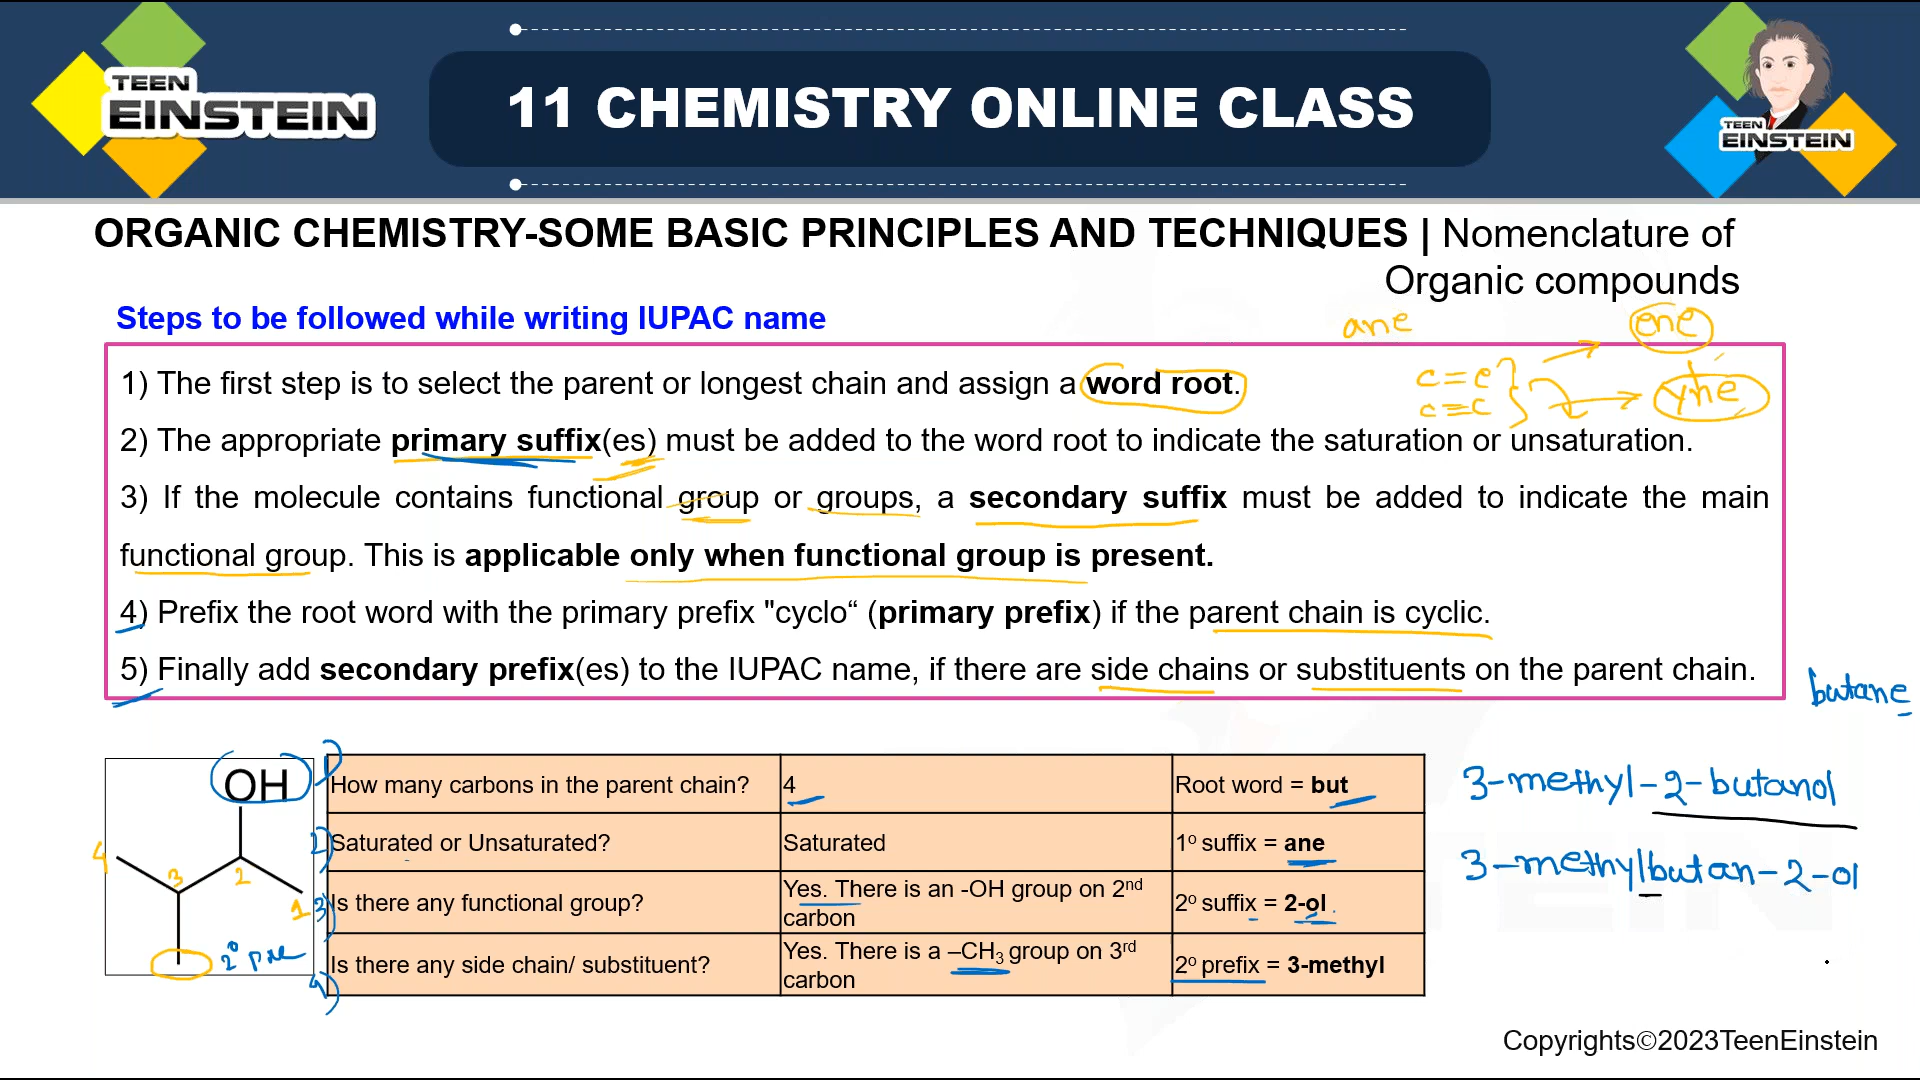 TEEN
EINSTEIN
11 CHEMISTRY ONLINE CLASS
TEEN
EINSTEIN
ORGANIC CHEMISTRY-SOME BASIC PRINCIPLES AND TECHNIQUES | Nomenclature of
Organic compounds
Steps to be followed while writing IUPAC name
ane
ene
1) The first step is to select the parent or longest chain and assign a word root.
c=c
c≡c
yne
2) The appropriate primary suffix(es) must be added to the word root to indicate the saturation or unsaturation.
3) If the molecule contains functional group or groups, a secondary suffix must be added to indicate the main
functional group. This is applicable only when functional group is present.
4) Prefix the root word with the primary prefix "cyclo“ (primary prefix) if the parent chain is cyclic.
5) Finally add secondary prefix(es) to the IUPAC name, if there are side chains or substituents on the parent chain.
butane
OH
4
3
2
1
2° pre
1)
How many carbons in the parent chain?
4
Root word = but
2)
Saturated or Unsaturated?
Saturated
1º suffix = ane
3)
Is there any functional group?
Yes. There is an -OH group on 2nd
carbon
2º suffix = 2-ol
4)
Is there any side chain/ substituent?
Yes. There is a –CH3 group on 3rd
carbon
2º prefix = 3-methyl
3-methyl-2-butanol
3-methylbutan-2-ol
Copyrights©2023TeenEinstein